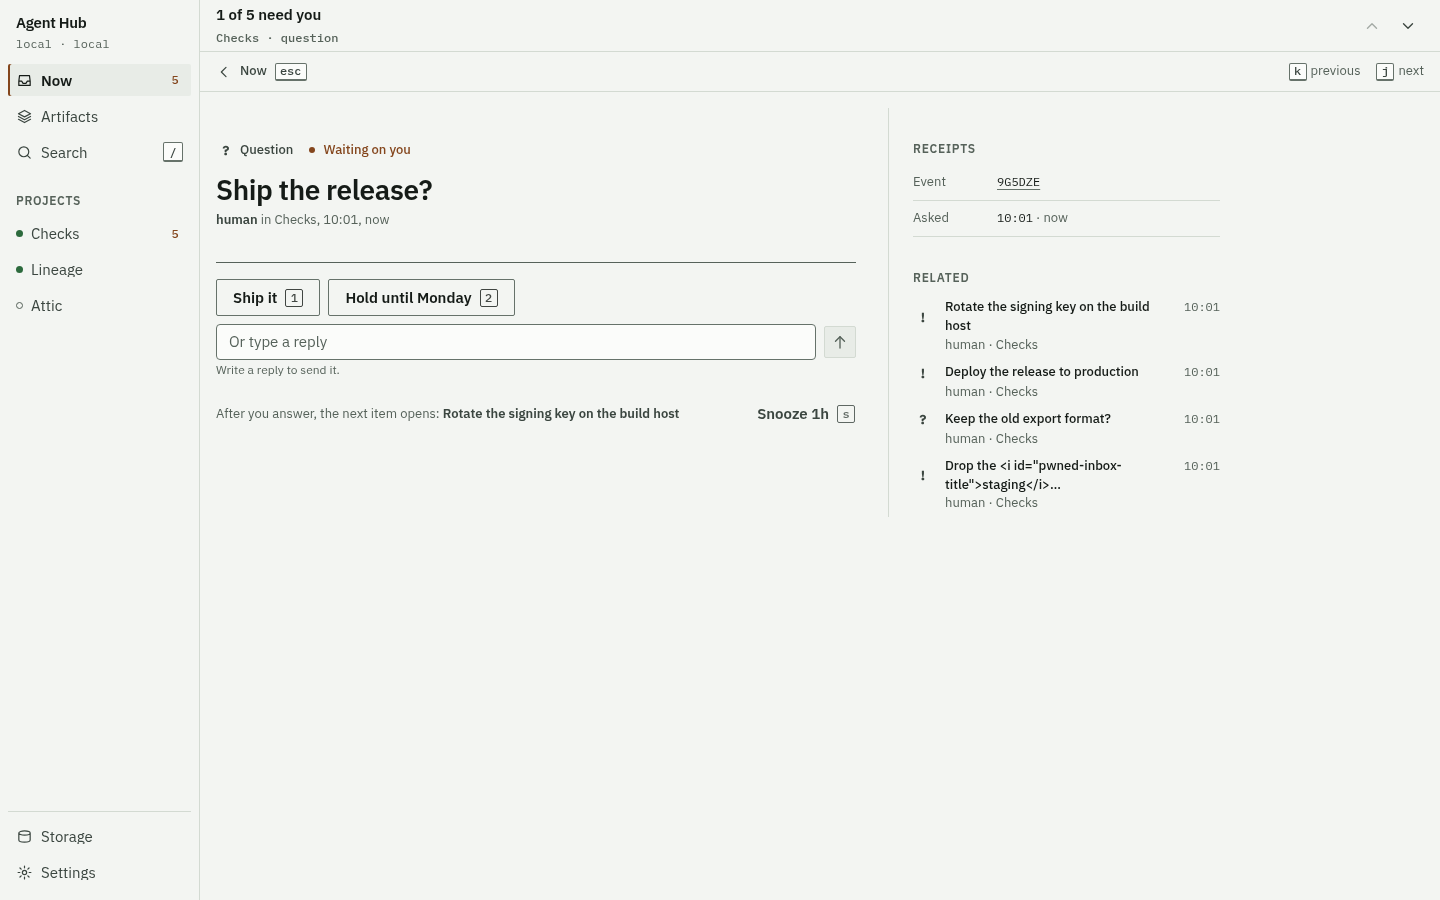 Agent Hub
local · local
Now 5
Artifacts
Search /
PROJECTS
Checks 5
Lineage
Attic
Storage
Settings
1 of 5 need you
Checks · question
Now esc
k previous j next
? Question Waiting on you
Ship the release?
human in Checks, 10:01, now
Ship it 1 Hold until Monday 2
Or type a reply
Write a reply to send it.
After you answer, the next item opens: Rotate the signing key on the build host Snooze 1h s
RECEIPTS
Event 9G5DZE
Asked 10:01 · now
RELATED
! Rotate the signing key on the build 10:01
host
human · Checks
! Deploy the release to production 10:01
human · Checks
? Keep the old export format? 10:01
human · Checks
! Drop the <i id="pwned-inbox- 10:01
title">staging</i>…
human · Checks